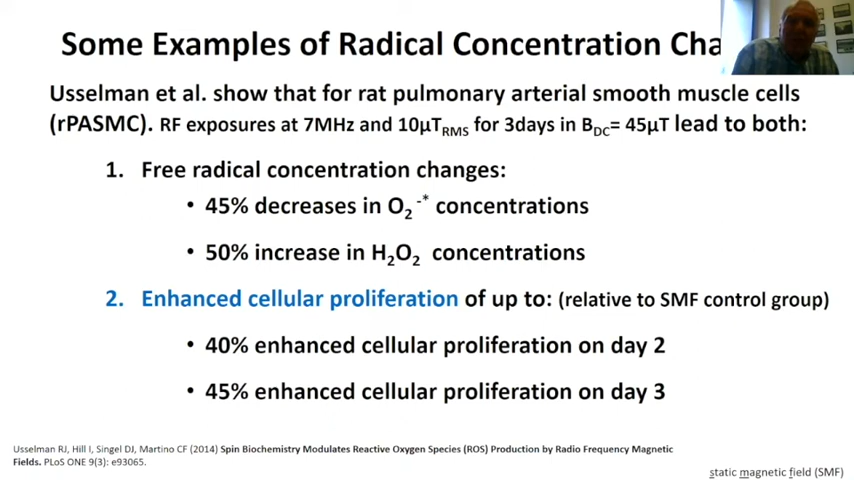 Some Examples of Radical Concentration Cha
Usselman et al. show that for rat pulmonary arterial smooth muscle cells
(rPASMC). RF exposures at 7MHz and 10µT_RMS for 3days in B_DC= 45µT lead to both:
1. Free radical concentration changes:
• 45% decreases in O₂⁻* concentrations
• 50% increase in H₂O₂ concentrations
2. Enhanced cellular proliferation of up to: (relative to SMF control group)
• 40% enhanced cellular proliferation on day 2
• 45% enhanced cellular proliferation on day 3
Usselman RJ, Hill I, Singel DJ, Martino CF (2014) Spin Biochemistry Modulates Reactive Oxygen Species (ROS) Production by Radio Frequency Magnetic
Fields. PLoS ONE 9(3): e93065.
static magnetic field (SMF)